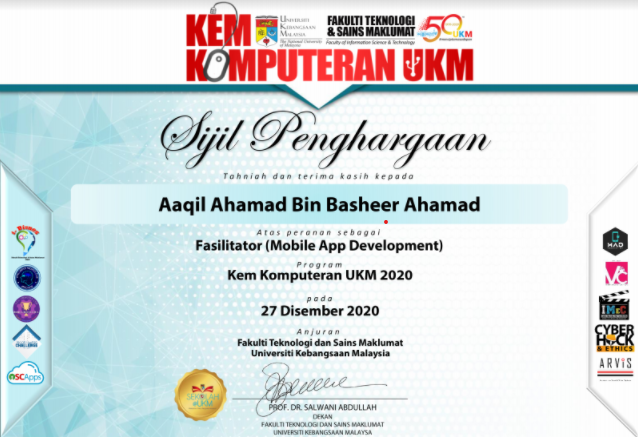 KEM
UNIVERSITI
KEBANGSAAN
MALAYSIA
The National University
of Malaysia
FAKULTI TEKNOLOGI
& SAINS MAKLUMAT
Faculty of Information Science & Technology
50
UKM
KOMPUTERAN UKM
Sijil Penghargaan
Tahniah dan terima kasih kepada
Aaqil Ahamad Bin Basheer Ahamad
Atas peranan sebagai
Fasilitator (Mobile App Development)
Program
Kem Komputeran UKM 2020
pada
27 Disember 2020
Anjuran
Fakulti Teknologi dan Sains Maklumat
Universiti Kebangsaan Malaysia
PROF. DR. SALWANI ABDULLAH
DEKAN
FAKULTI TEKNOLOGI DAN SAINS MAKLUMAT
UNIVERSITI KEBANGSAAN MALAYSA
OSCApps
MAD
VC
IMEC
CYBER
HACK
& ETHICS
ARVIS